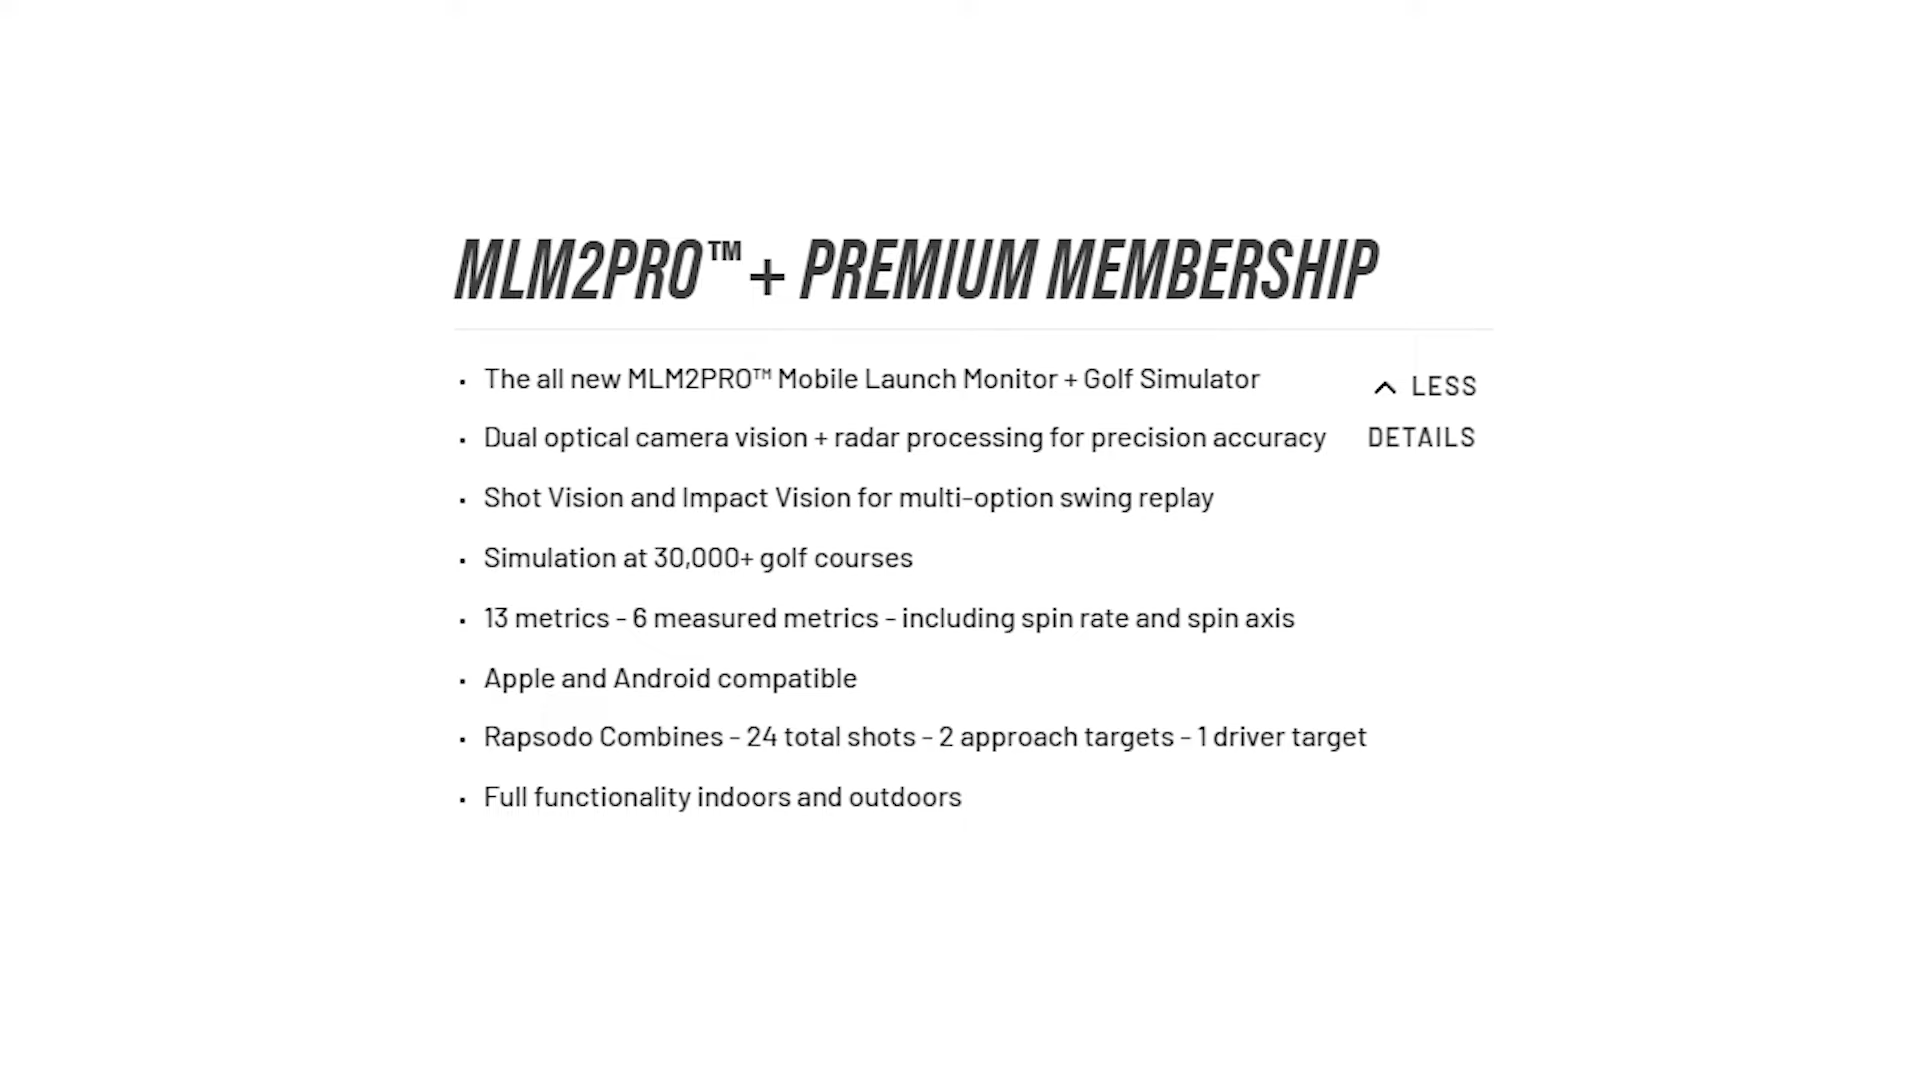 MLM2PRO™ + PREMIUM MEMBERSHIP
• The all new MLM2PRO™ Mobile Launch Monitor + Golf Simulator
LESS
• Dual optical camera vision + radar processing for precision accuracy
DETAILS
• Shot Vision and Impact Vision for multi-option swing replay
• Simulation at 30,000+ golf courses
• 13 metrics - 6 measured metrics - including spin rate and spin axis
• Apple and Android compatible
• Rapsodo Combines - 24 total shots - 2 approach targets - 1 driver target
• Full functionality indoors and outdoors